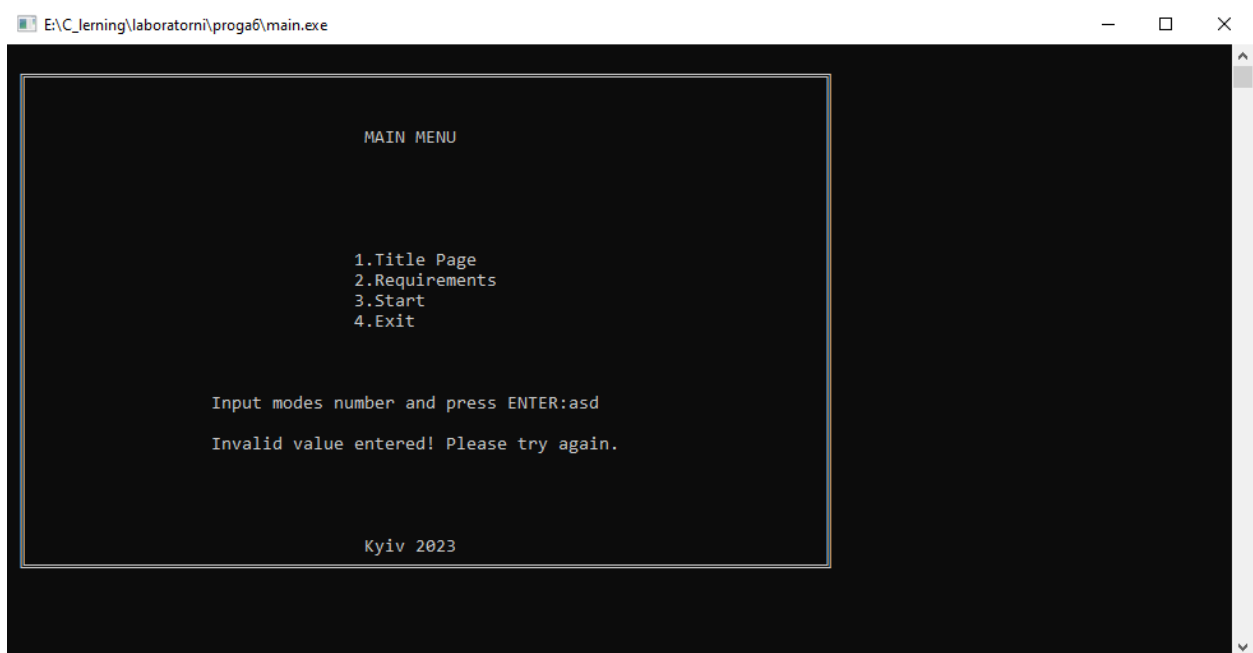 E:\C_lerning\laboratorni\proga6\main.exe
MAIN MENU
1.Title Page
2.Requirements
3.Start
4.Exit
Input modes number and press ENTER:asd
Invalid value entered! Please try again.
Kyiv 2023